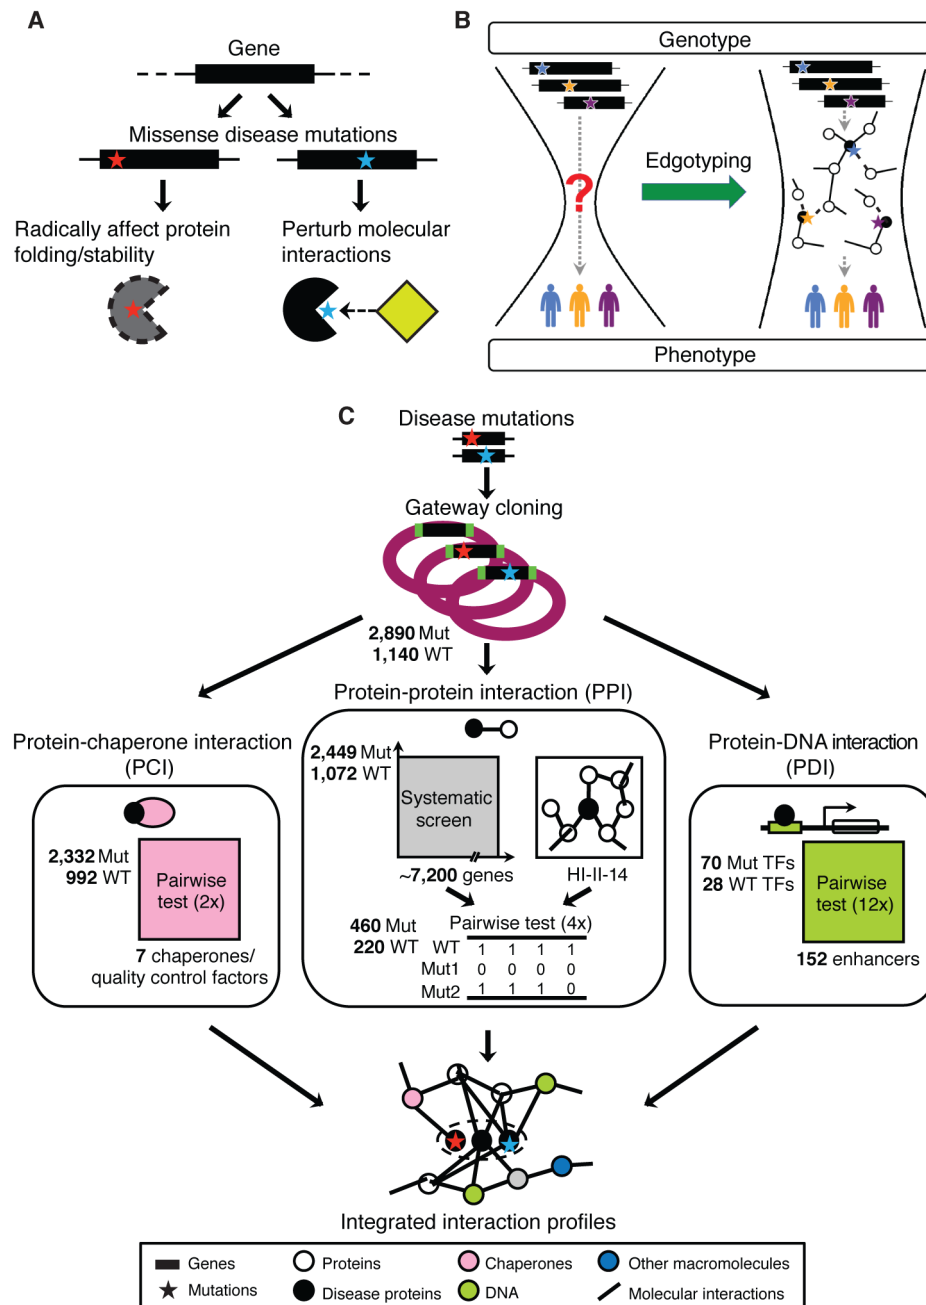 A
Gene
Missense disease mutations
Radically affect protein
folding/stability
Perturb molecular
interactions
B
Genotype
?
Edgotyping
Phenotype
C
Disease mutations
Gateway cloning
2,890 Mut
1,140 WT
Protein-chaperone interaction
(PCI)
2,332 Mut
992 WT
Pairwise
test (2x)
7 chaperones/
quality control factors
Protein-protein interaction (PPI)
2,449 Mut
1,072 WT
Systematic
screen
~7,200 genes
HI-II-14
460 Mut
220 WT
Pairwise test (4x)
WT 1 1 1 1
Mut1 0 0 0 0
Mut2 1 1 1 0
Protein-DNA interaction
(PDI)
70 Mut TFs
28 WT TFs
Pairwise
test (12x)
152 enhancers
Integrated interaction profiles
Genes
Proteins
Chaperones
Other macromolecules
Mutations
Disease proteins
DNA
Molecular interactions